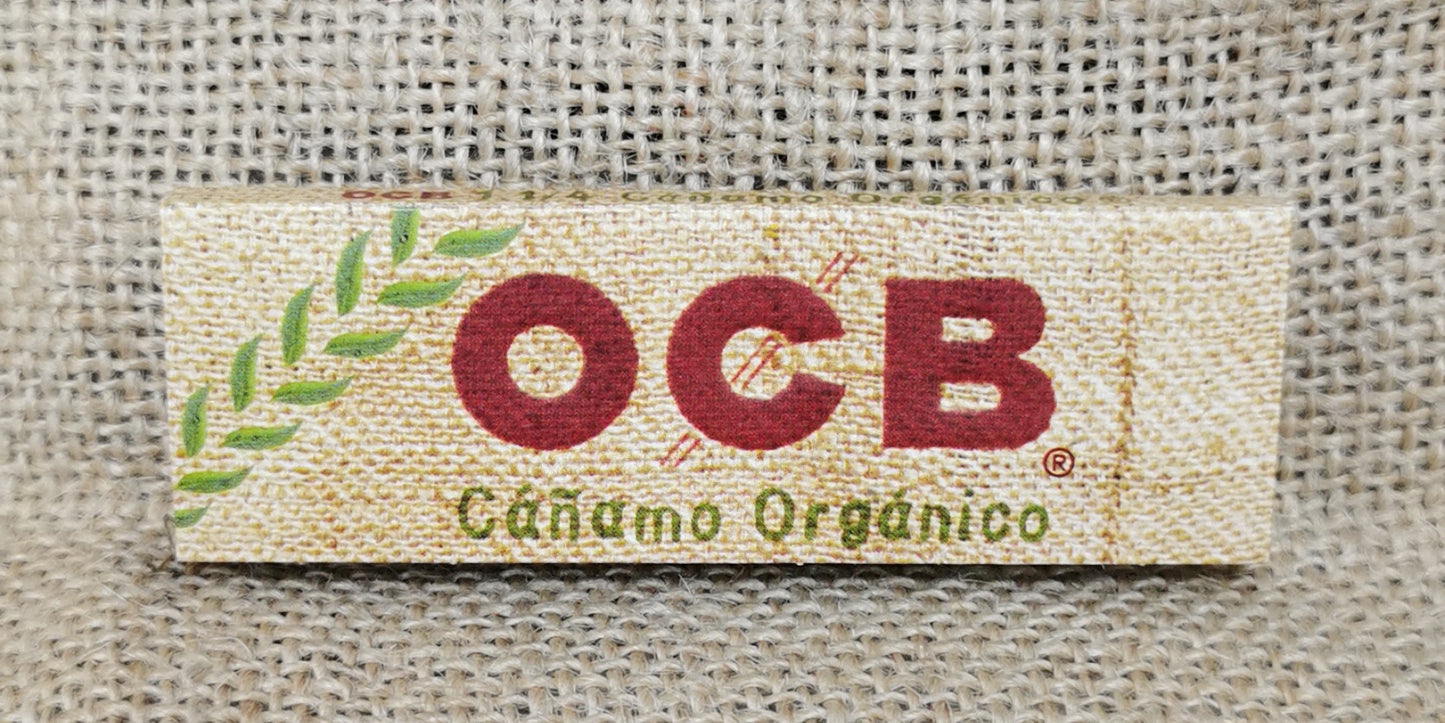 OCB 1 1/4 Cáñamo Orgánico
OCB®
Cáñamo Orgánico